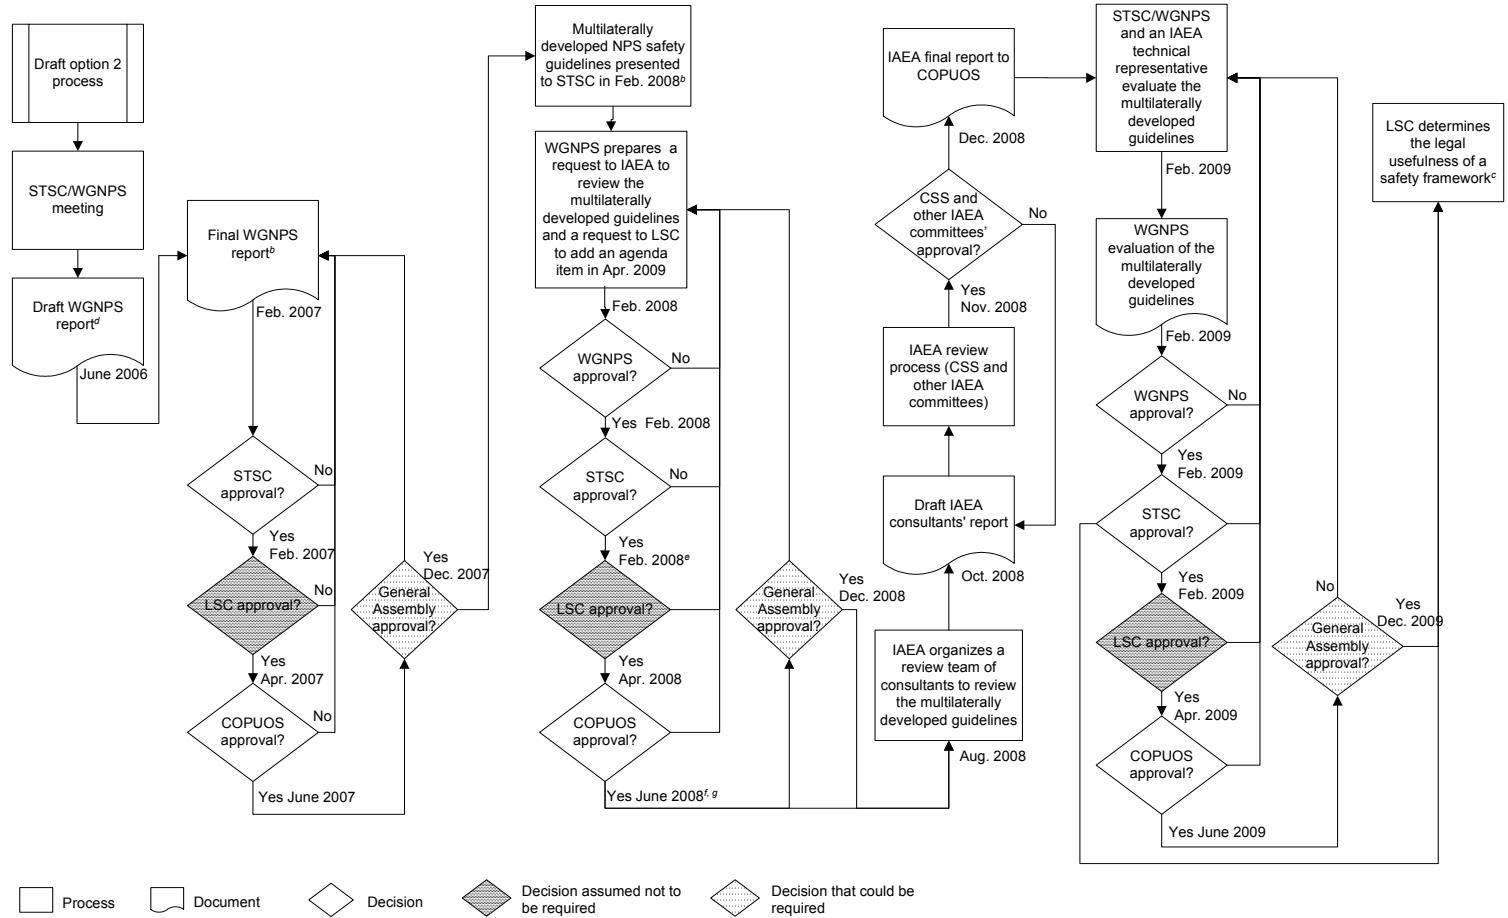 Draft option 2
process
STSC/WGNPS
meeting
Draft WGNPS
reportd
June 2006
Final WGNPS
reportb
Feb. 2007
STSC
approval?
No
Yes
Feb. 2007
LSC approval?
No
Yes
Apr. 2007
COPUOS
approval?
No
Yes June 2007
General
Assembly
approval?
Yes
Dec. 2007
Multilaterally
developed NPS safety
guidelines presented
to STSC in Feb. 2008b
WGNPS prepares a
request to IAEA to
review the
multilaterally
developed guidelines
and a request to LSC
to add an agenda
item in Apr. 2009
Feb. 2008
WGNPS
approval?
No
Yes Feb. 2008
STSC
approval?
No
Yes
Feb. 2008e
LSC approval?
Yes
Apr. 2008
COPUOS
approval?
Yes June 2008f, g
General
Assembly
approval?
Yes
Dec. 2008
IAEA final report to
COPUOS
Dec. 2008
CSS and
other IAEA
committees'
approval?
No
Yes
Nov. 2008
IAEA review
process (CSS and
other IAEA
committees)
Draft IAEA
consultants' report
Oct. 2008
IAEA organizes a
review team of
consultants to review
the multilaterally
developed guidelines
Aug. 2008
STSC/WGNPS
and an IAEA
technical
representative
evaluate the
multilaterally
developed
guidelines
Feb. 2009
WGNPS
evaluation of the
multilaterally
developed
guidelines
Feb. 2009
WGNPS
approval?
No
Yes
Feb. 2009
STSC
approval?
Yes
Feb. 2009
LSC approval?
Yes
Apr. 2009
COPUOS
approval?
Yes June 2009
No
General
Assembly
approval?
Yes
Dec. 2009
LSC determines
the legal
usefulness of a
safety frameworkc
Process
Document
Decision
Decision assumed not to
be required
Decision that could be
required